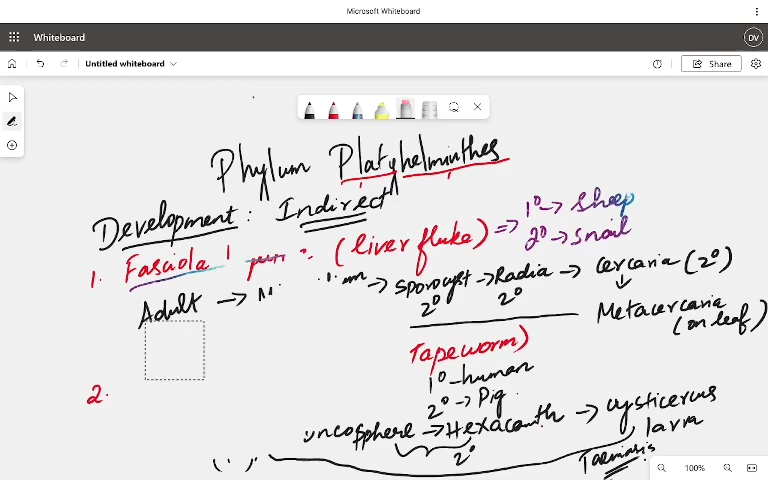 Microsoft Whiteboard
Whiteboard
DV
Untitled whiteboard
Share
Phylum Platyhelminthes
Development: Indirect
1. Fasciola (liver fluke) => 1° → Sheep
2° → Snail
Adult → → sporocyst → Radia → cercaria (2°)
2° 2°
Metacercaria
(on leaf)
Tapeworm)
1° - human
2° → Pig
2.
uncosphere → Hexacanth → cysticercus
larva
2°
100%